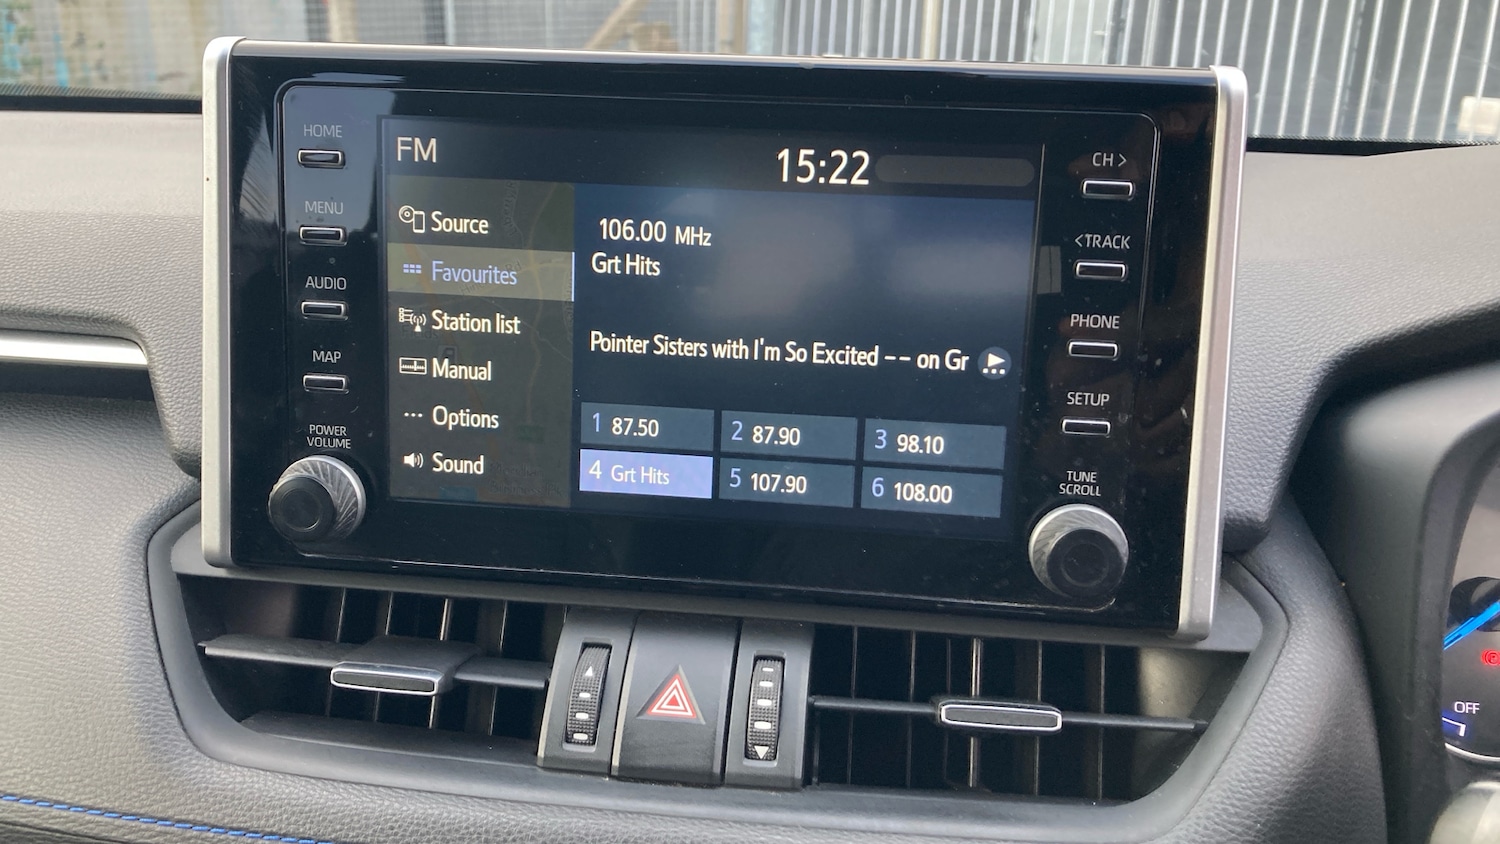 HOME
MENU
AUDIO
MAP
POWER
VOLUME
FM
15:22
Source
Favourites
Station list
Manual
Options
Sound
106.00 MHz
Grt Hits
Pointer Sisters with I'm So Excited -- on Gr
1 87.50
2 87.90
3 98.10
4 Grt Hits
5 107.90
6 108.00
CH >
< TRACK
PHONE
SETUP
TUNE
SCROLL
OFF